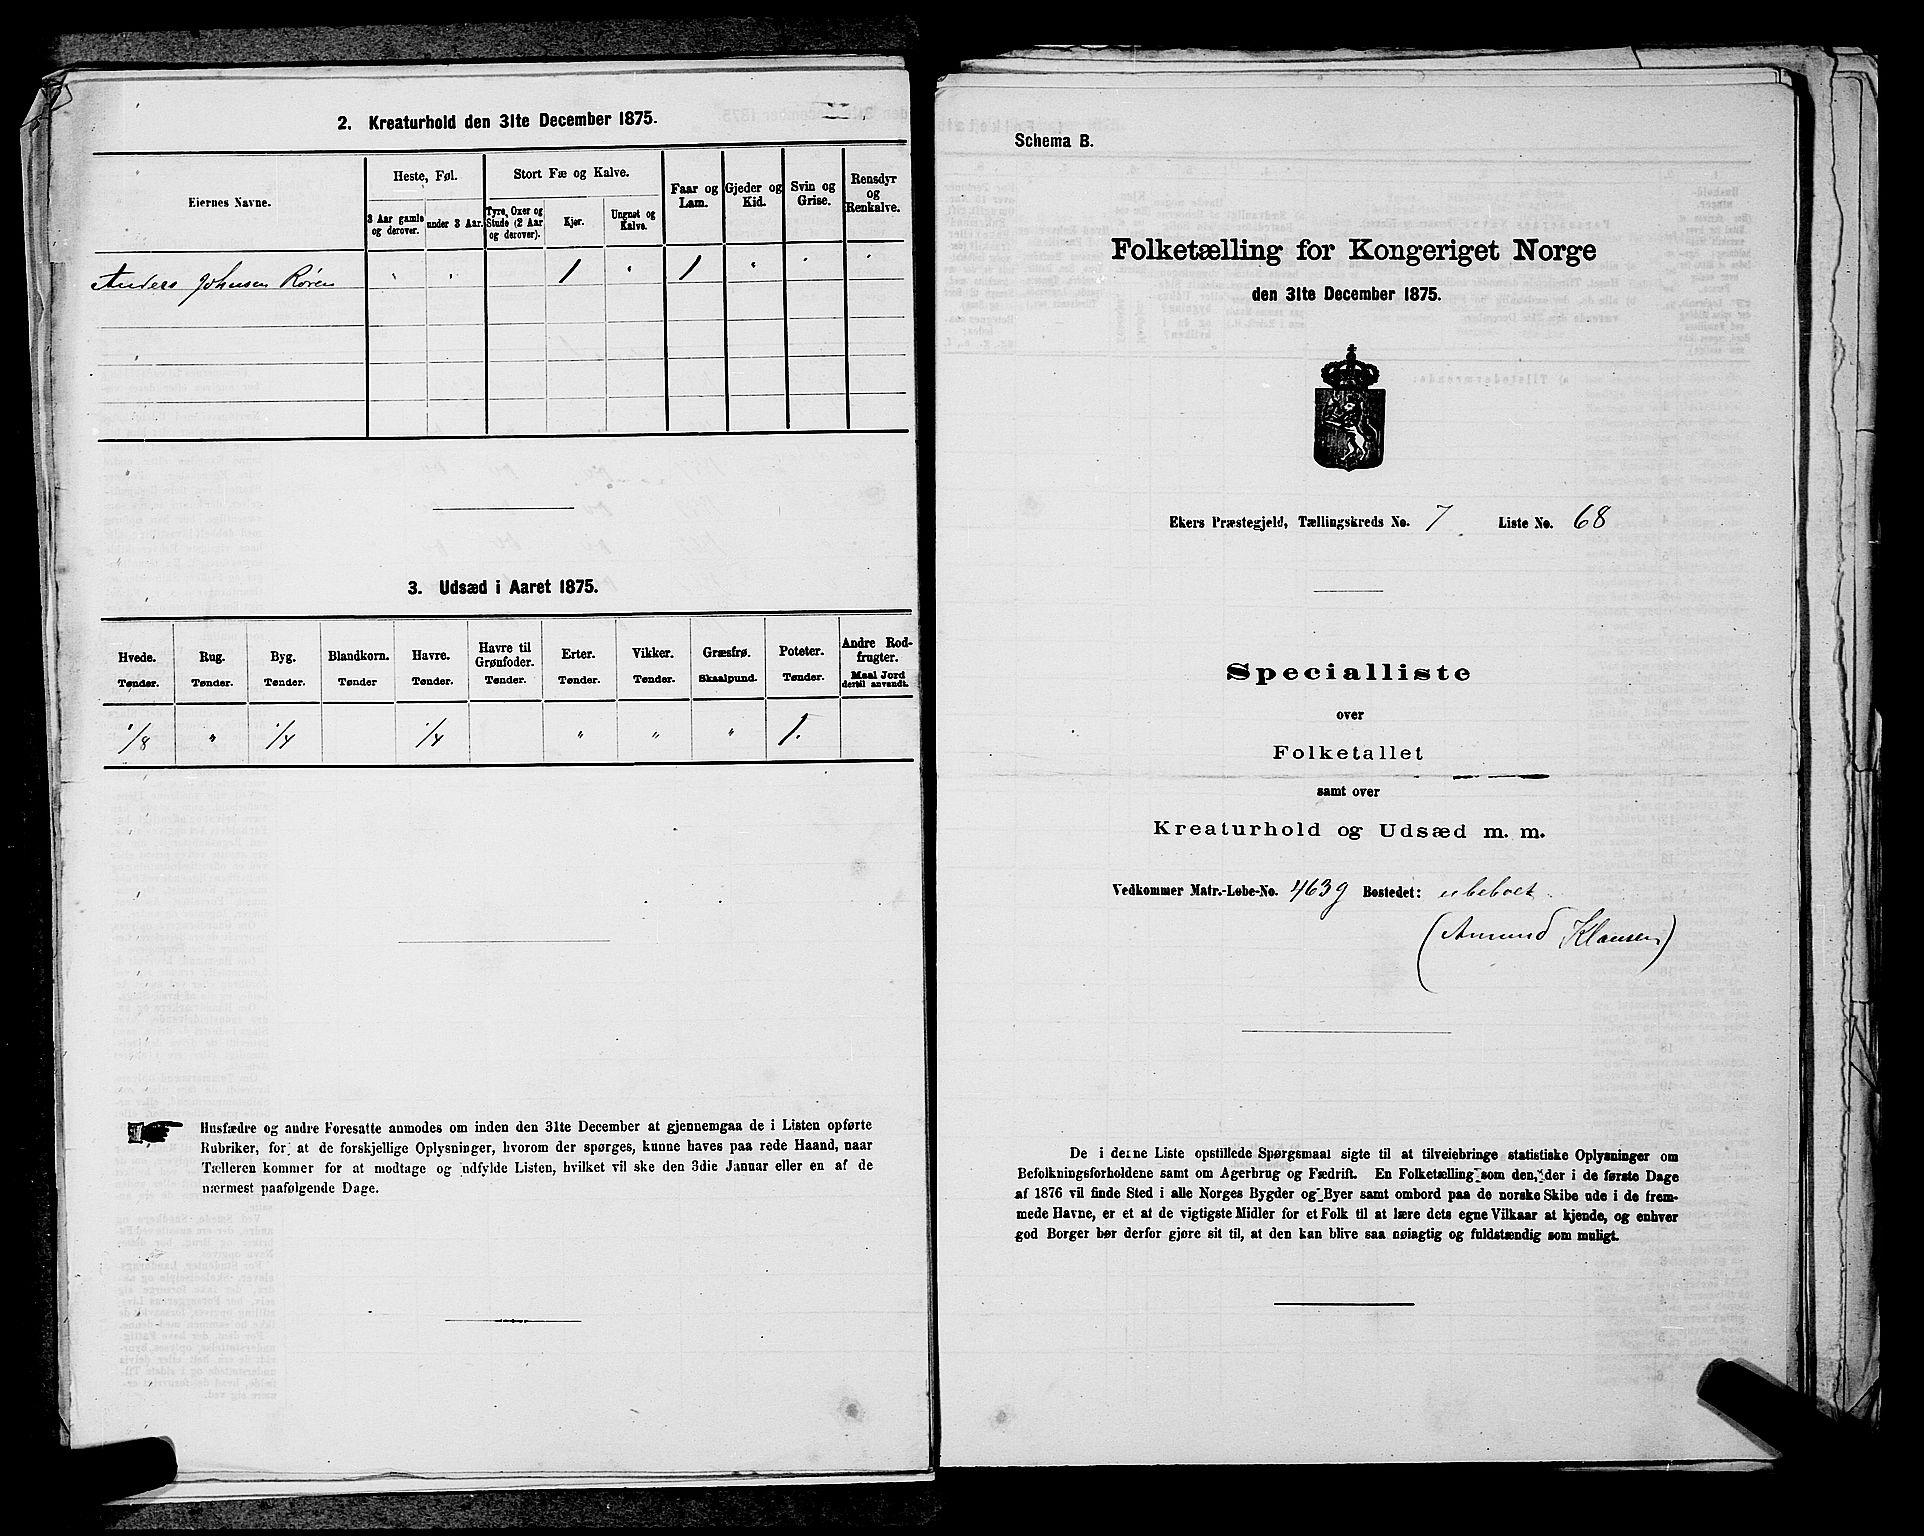 2. Kreaturhold den 31te December 1875.
Eiernes Navne.
Heste, Føl.
Stort Fæ og Kalve.
Faar og Lam.
Gjeder og Kid.
Svin og Grise.
Rensdyr og Renkalve.
3 Aar gamle og derover.
under 3 Aar.
Tyre, Oxer og Stude (2 Aar og derover).
Kjør.
Ungnøt og Kalve.
Anders Johnsen Røren " " 1 " 1 " " "
3. Udsæd i Aaret 1875.
Hvede. Rug. Byg. Blandkorn. Havre. Havre til Grønfoder. Erter. Vikker. Græsfrø. Poteter. Andre Rodfrugter.
Tønder. Tønder. Tønder. Tønder Tønder. Tønder. Tønder. Tønder. Skaalpund. Tønder. Maal Jord dertil anvendt.
1/8 " 1/4 1/4 " " " 1.
Husfædre og andre Foresatte anmodes om inden den 31te December at gjennemgaa de i Listen opførte
Rubriker, for at de forskjellige Oplysninger, hvorom der spørges, kunne haves paa rede Haand, naar
Tælleren kommer for at modtage og udfylde Listen, hvilket vil ske den 3die Januar eller en af de
nærmest paafølgende Dage.
Schema B.
Folketælling for Kongeriget Norge
den 31te December 1875.
Ekers Præstegjeld, Tællingskreds No. 7 Liste No. 68
Specialliste
over
Folketallet
samt over
Kreaturhold og Udsæd m. m.
Vedkommer Matr.-Løbe-No. 463g Bostedet: ubeboet.
(Amund Klausen)
De i denne Liste opstillede Spørgsmaal sigte til at tilveiebringe statistiske Oplysninger om
Befolkningsforholdene samt om Agerbrug og Fædrift. En Folketælling som den, der i de første Dage
af 1876 vil finde Sted i alle Norges Bygder og Byer samt ombord paa de norske Skibe ude i de frem-
mede Havne, er et af de vigtigste Midler for et Folk til at lære dets egne Vilkaar at kjende, og enhver
god Borger bør derfor gjøre sit til, at den kan blive saa nøiagtig og fuldstændig som muligt.